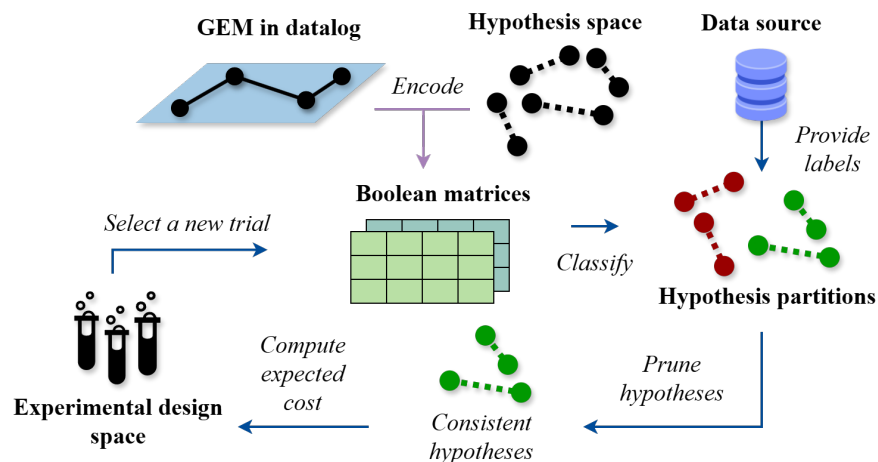 GEM in datalog
Hypothesis space
Data source
Encode
Provide
labels
Boolean matrices
Select a new trial
Classify
Hypothesis partitions
Compute
expected
cost
Prune
hypotheses
Experimental design
space
Consistent
hypotheses